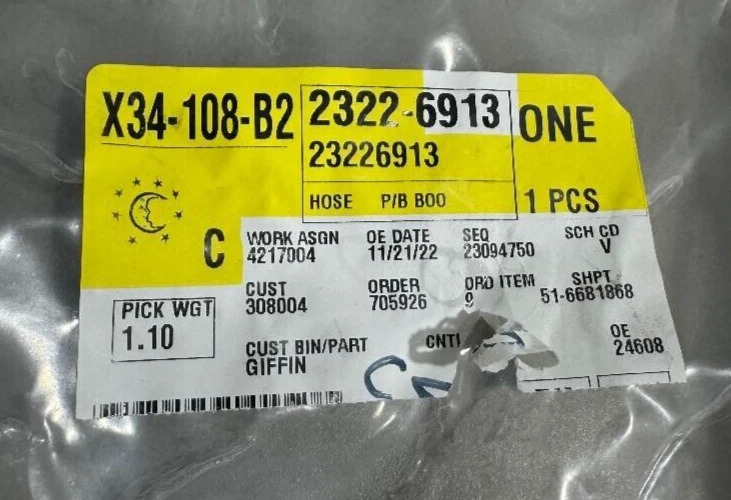 X34-108-B2
2322-6913
ONE
23226913
HOSE P/B BOO
1 PCS
C
WORK ASGN
4217004
OE DATE
11/21/22
SEQ
23094750
SCH CD
V
CUST
308004
ORDER
705926
ORD ITEM
9
SHPT
51-6681868
PICK WGT
1.10
CUST BIN/PART
GIFFIN
OE
24608